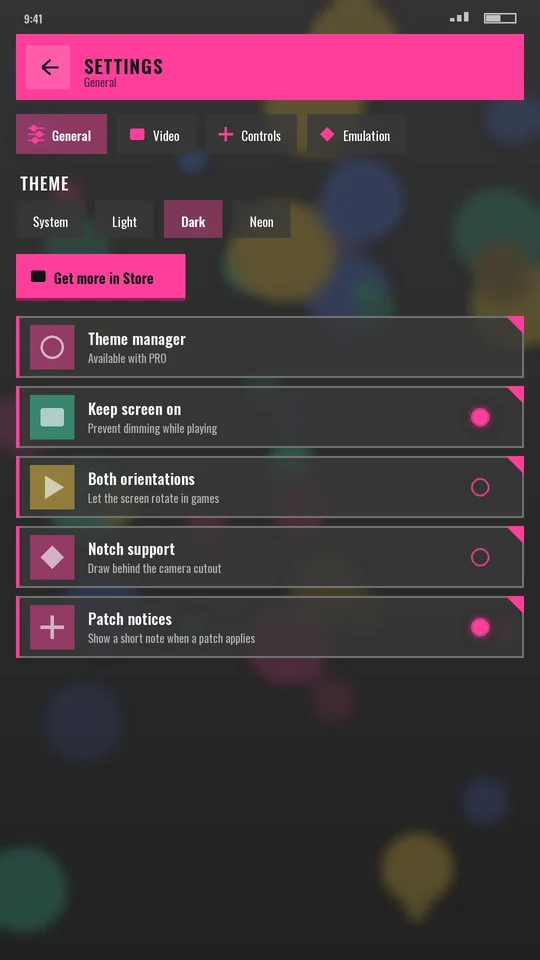 9:41
SETTINGS
General
General
Video
Controls
Emulation
THEME
System
Light
Dark
Neon
Get more in Store
Theme manager
Available with PRO
Keep screen on
Prevent dimming while playing
Both orientations
Let the screen rotate in games
Notch support
Draw behind the camera cutout
Patch notices
Show a short note when a patch applies